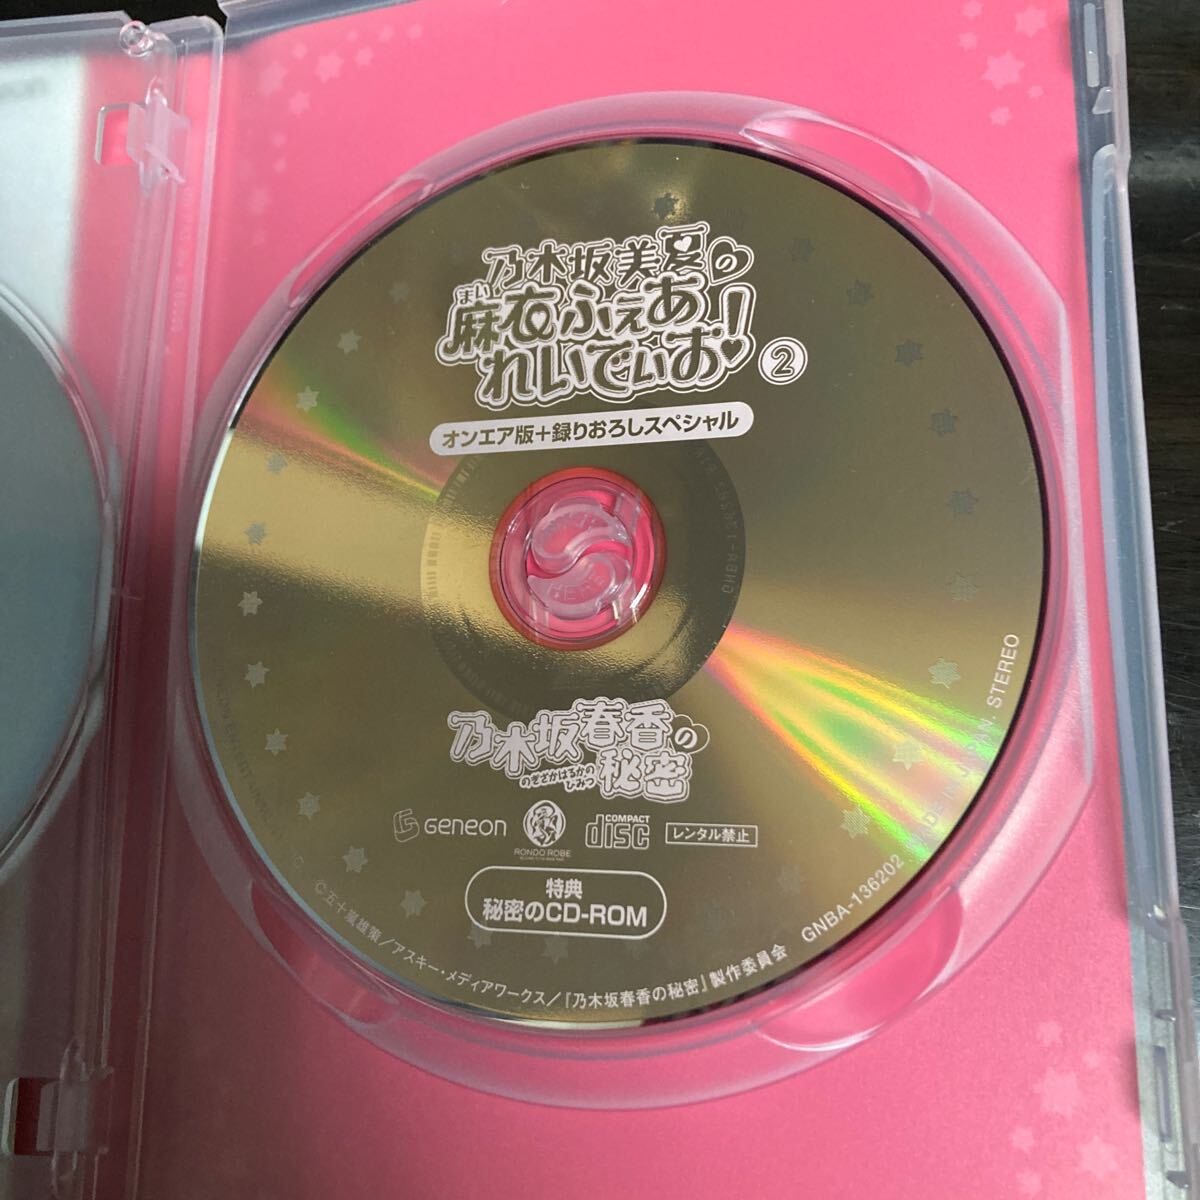 乃木坂美夏の
まい
麻衣ふぇあ
れいでぃお!
②
オンエア版+録りおろしスペシャル
乃木坂春香の
秘密
のぎざかはるかの
ひみつ
Geneon
RONDO ROBE
COMPACT
disc
レンタル禁止
特典
秘密のCD-ROM
©五十嵐雄策/アスキー・メディアワークス/『乃木坂春香の秘密』製作委員会
GNBA-136202
MADE IN JAPAN. STEREO